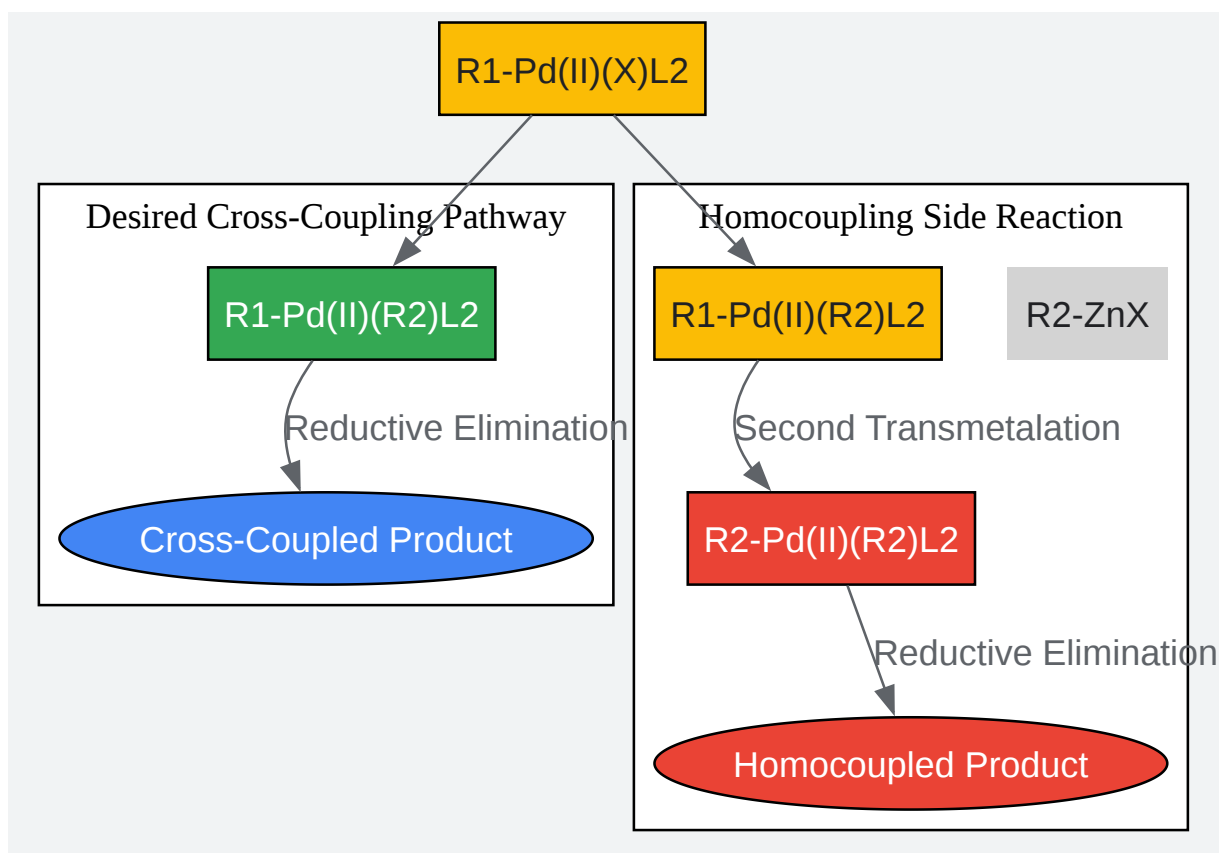 R1-Pd(II)(X)L2
Desired Cross-Coupling Pathway
R1-Pd(II)(R2)L2
Reductive Elimination
Cross-Coupled Product
Homocoupling Side Reaction
R1-Pd(II)(R2)L2
R2-ZnX
Second Transmetalation
R2-Pd(II)(R2)L2
Reductive Elimination
Homocoupled Product